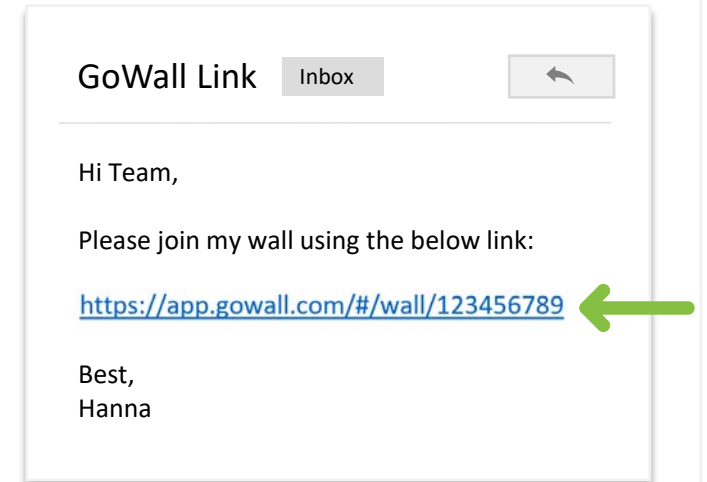 GoWall Link Inbox
Hi Team,
Please join my wall using the below link:
https://app.gowall.com/#/wall/123456789
Best,
Hanna